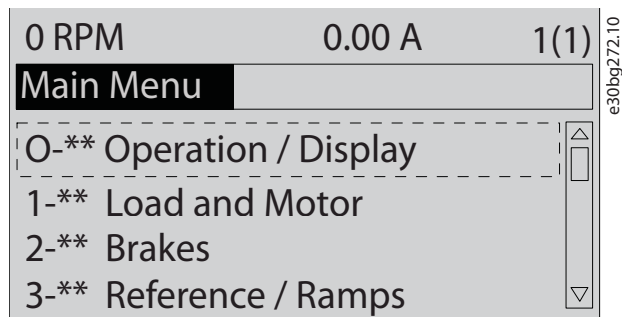 0 RPM 0.00 A 1(1)
Main Menu
O-** Operation / Display
1-** Load and Motor
2-** Brakes
3-** Reference / Ramps
e30bg272.10